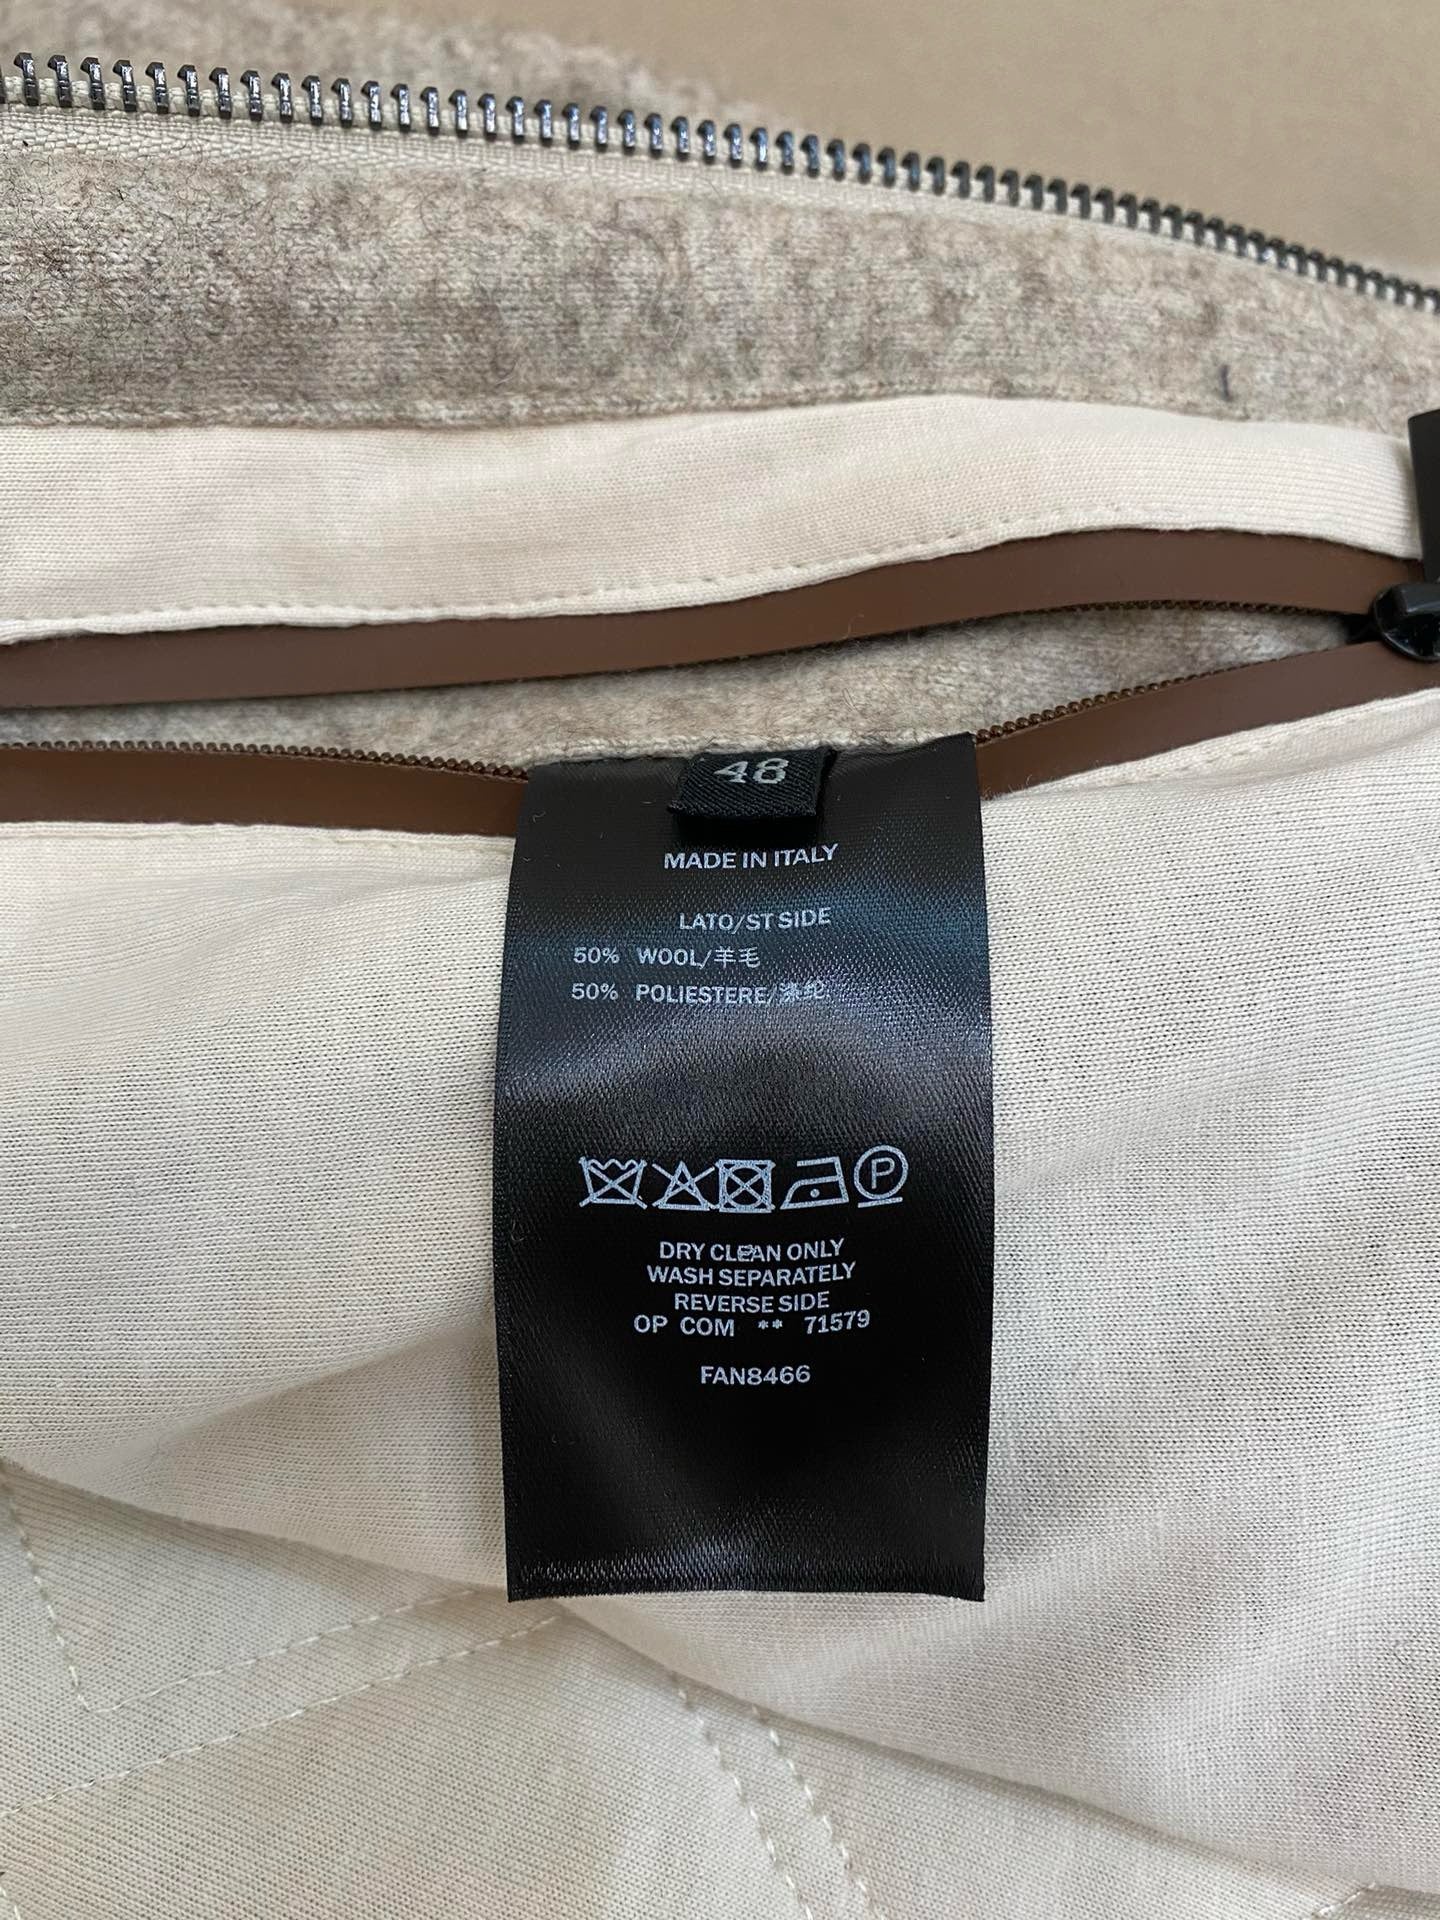 48
MADE IN ITALY
LATO/ST SIDE
50% WOOL/羊毛
50% POLIESTERE/涤纶
P
DRY CLEAN ONLY
WASH SEPARATELY
REVERSE SIDE
OP COM ** 71579
FAN8466